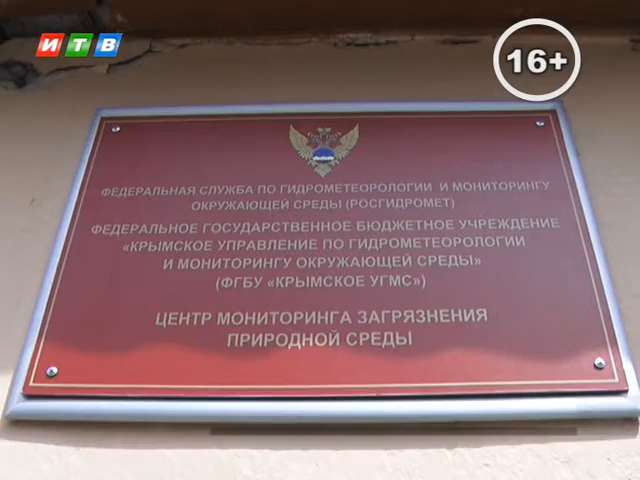 ИТВ
16+
ФЕДЕРАЛЬНАЯ СЛУЖБА ПО ГИДРОМЕТЕОРОЛОГИИ И МОНИТОРИНГУ
ОКРУЖАЮЩЕЙ СРЕДЫ (РОСГИДРОМЕТ)
ФЕДЕРАЛЬНОЕ ГОСУДАРСТВЕННОЕ БЮДЖЕТНОЕ УЧРЕЖДЕНИЕ
«КРЫМСКОЕ УПРАВЛЕНИЕ ПО ГИДРОМЕТЕОРОЛОГИИ
И МОНИТОРИНГУ ОКРУЖАЮЩЕЙ СРЕДЫ»
(ФГБУ «КРЫМСКОЕ УГМС»)
ЦЕНТР МОНИТОРИНГА ЗАГРЯЗНЕНИЯ
ПРИРОДНОЙ СРЕДЫ